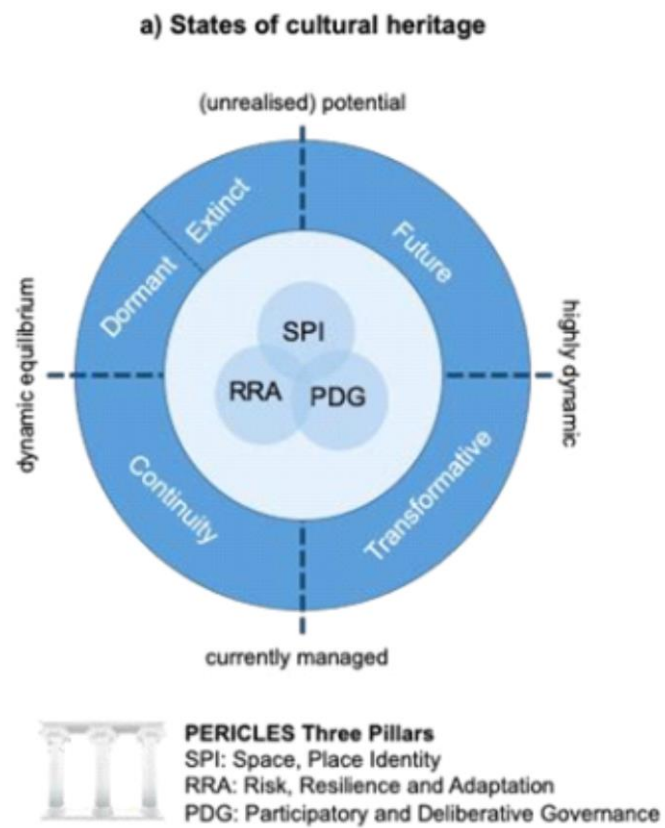 a) States of cultural heritage
(unrealised) potential
Extinct
Future
Dormant
dynamic equilibrium
highly dynamic
SPI
RRA
PDG
Continuity
Transformative
currently managed
PERICLES Three Pillars
SPI: Space, Place Identity
RRA: Risk, Resilience and Adaptation
PDG: Participatory and Deliberative Governance